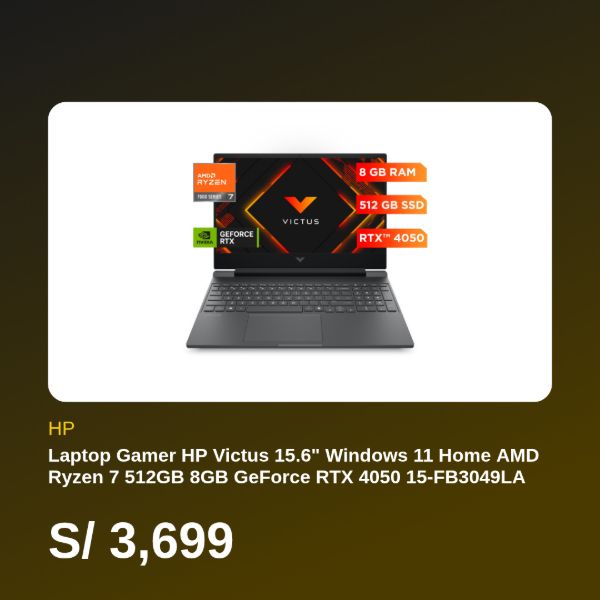 AMD
RYZEN
7000 SERIES 7
NVIDIA
GEFORCE
RTX
VICTUS
8 GB RAM
512 GB SSD
RTX™ 4050
HP
Laptop Gamer HP Victus 15.6" Windows 11 Home AMD
Ryzen 7 512GB 8GB GeForce RTX 4050 15-FB3049LA
S/ 3,699